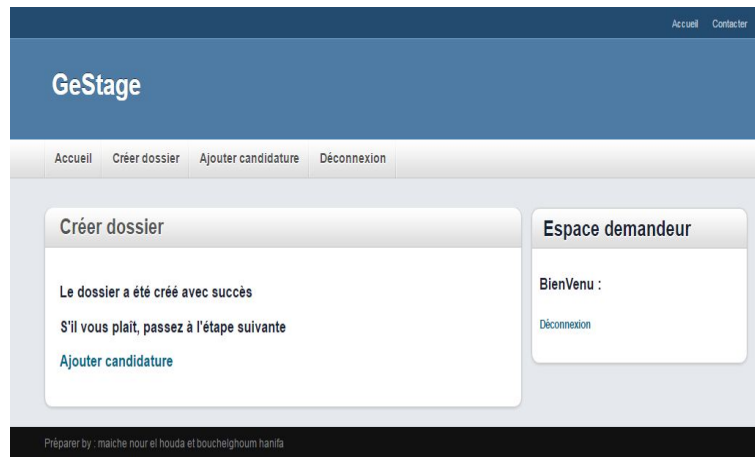 Accueil Contacter
GeStage
Accueil Créer dossier Ajouter candidature Déconnexion
Créer dossier
Le dossier a été créé avec succès
S'il vous plaît, passez à l'étape suivante
Ajouter candidature
Espace demandeur
BienVenu :
Déconnexion
Préparer by : maiche nour el houda et bouchelghoum hanifa